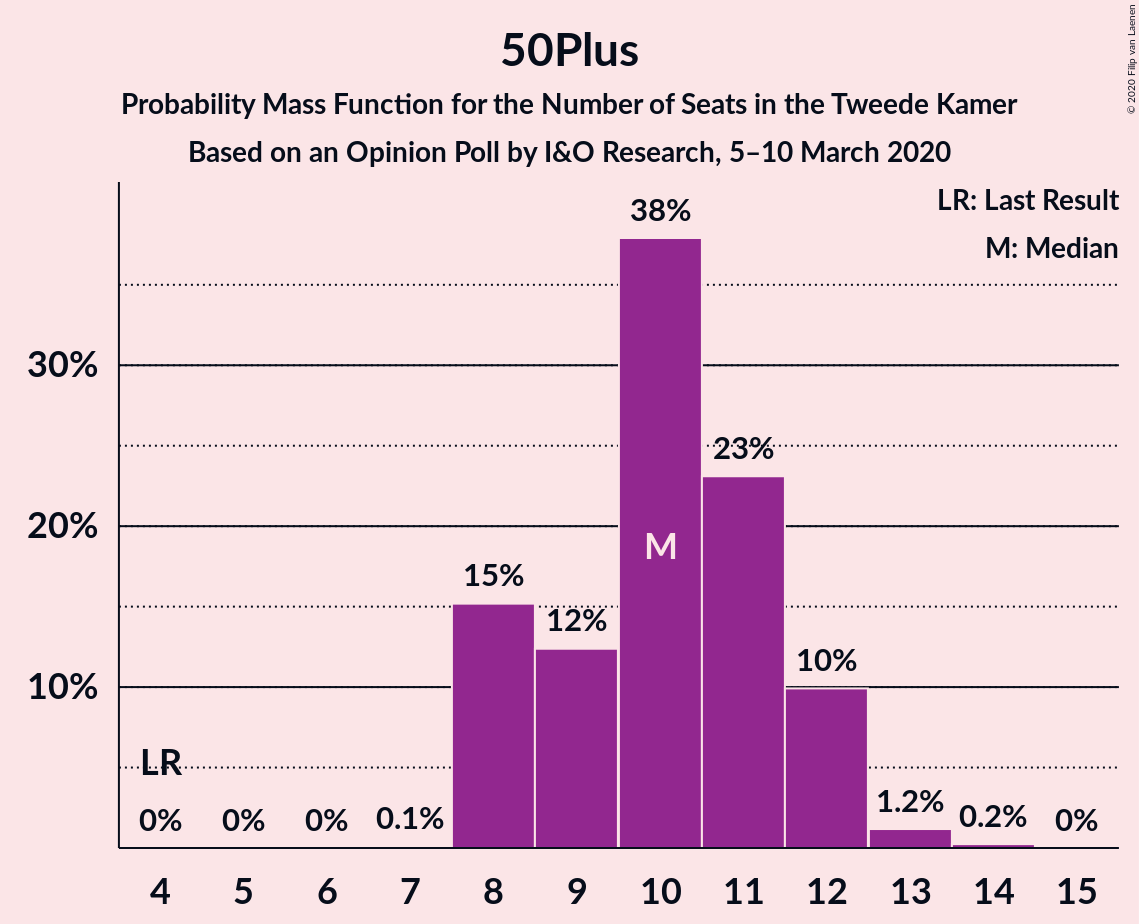 50Plus
Probability Mass Function for the Number of Seats in the Tweede Kamer
Based on an Opinion Poll by I&O Research, 5–10 March 2020
© 2020 Filip van Laenen
LR: Last Result
M: Median
38%
30%
23%
20%
M
15%
12%
10%
10%
LR
0%
0%
0%
0.1%
1.2%
0.2%
0%
4 5 6 7 8 9 10 11 12 13 14 15